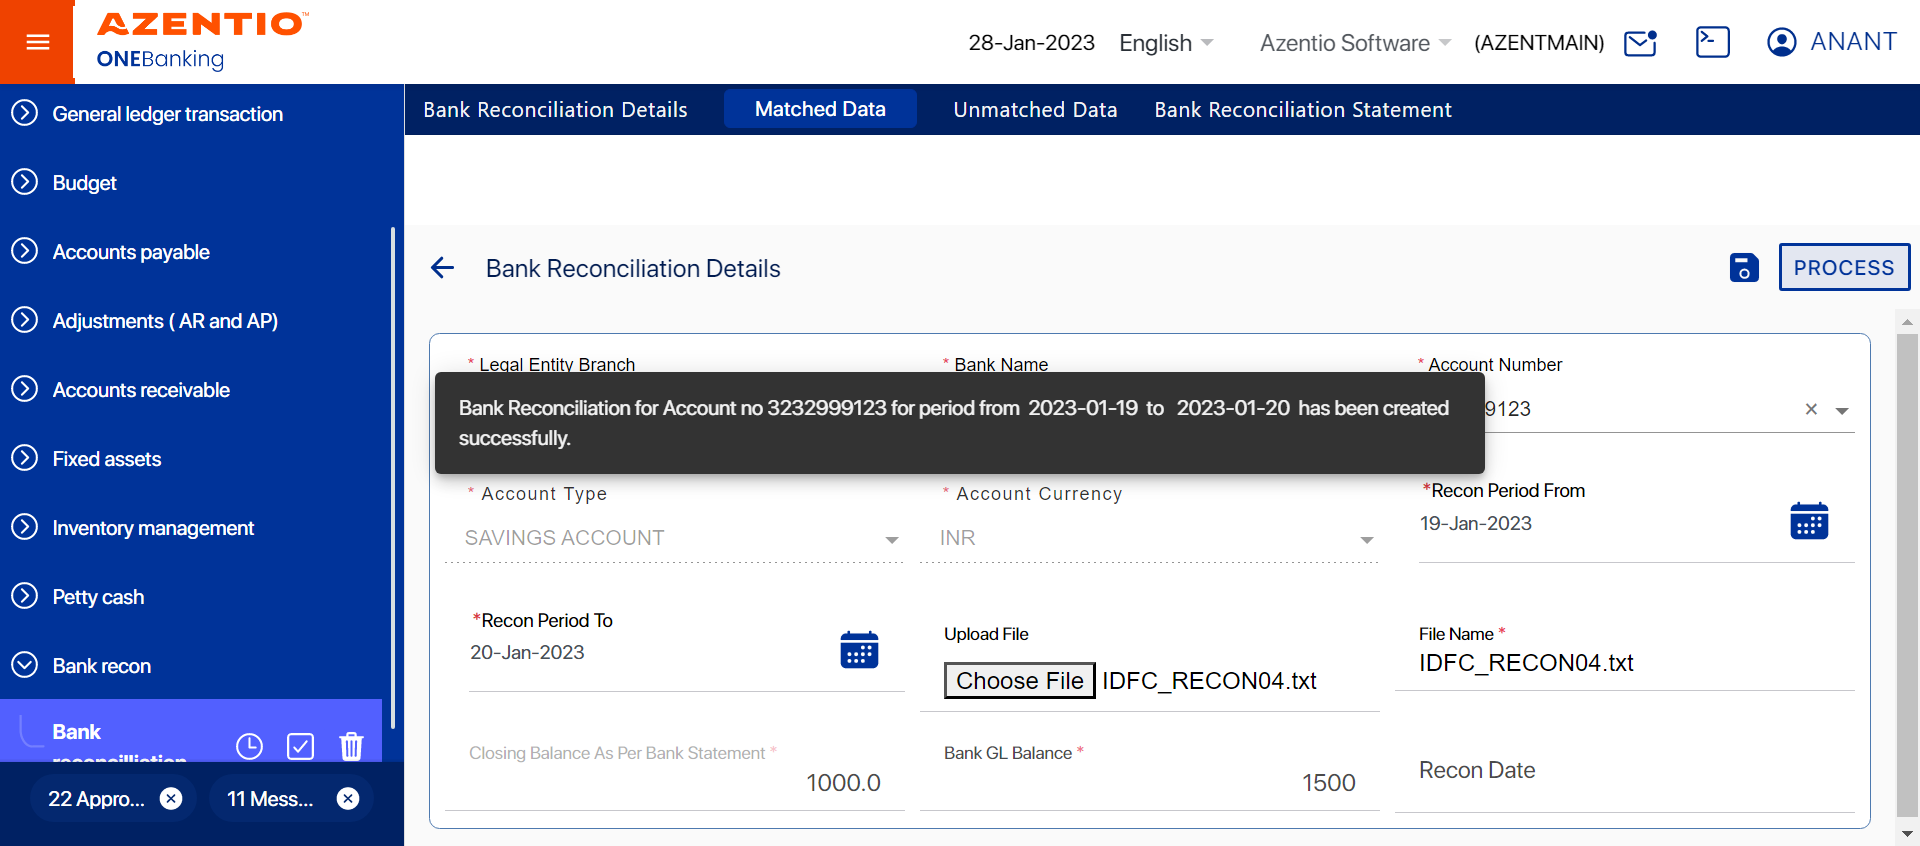 AZENTIO™
ONEBanking
28-Jan-2023 English Azentio Software (AZENTMAIN) ANANT
General ledger transaction
Budget
Accounts payable
Adjustments ( AR and AP)
Accounts receivable
Fixed assets
Inventory management
Petty cash
Bank recon
Bank
reconcilliation
22 Appro... 11 Mess...
Bank Reconciliation Details Matched Data Unmatched Data Bank Reconciliation Statement
Bank Reconciliation Details PROCESS
* Legal Entity Branch * Bank Name * Account Number
9123
Bank Reconciliation for Account no 3232999123 for period from 2023-01-19 to 2023-01-20 has been created
successfully.
* Account Type * Account Currency *Recon Period From
SAVINGS ACCOUNT INR 19-Jan-2023
*Recon Period To Upload File File Name *
20-Jan-2023 Choose File IDFC_RECON04.txt IDFC_RECON04.txt
Closing Balance As Per Bank Statement * Bank GL Balance * Recon Date
1000.0 1500